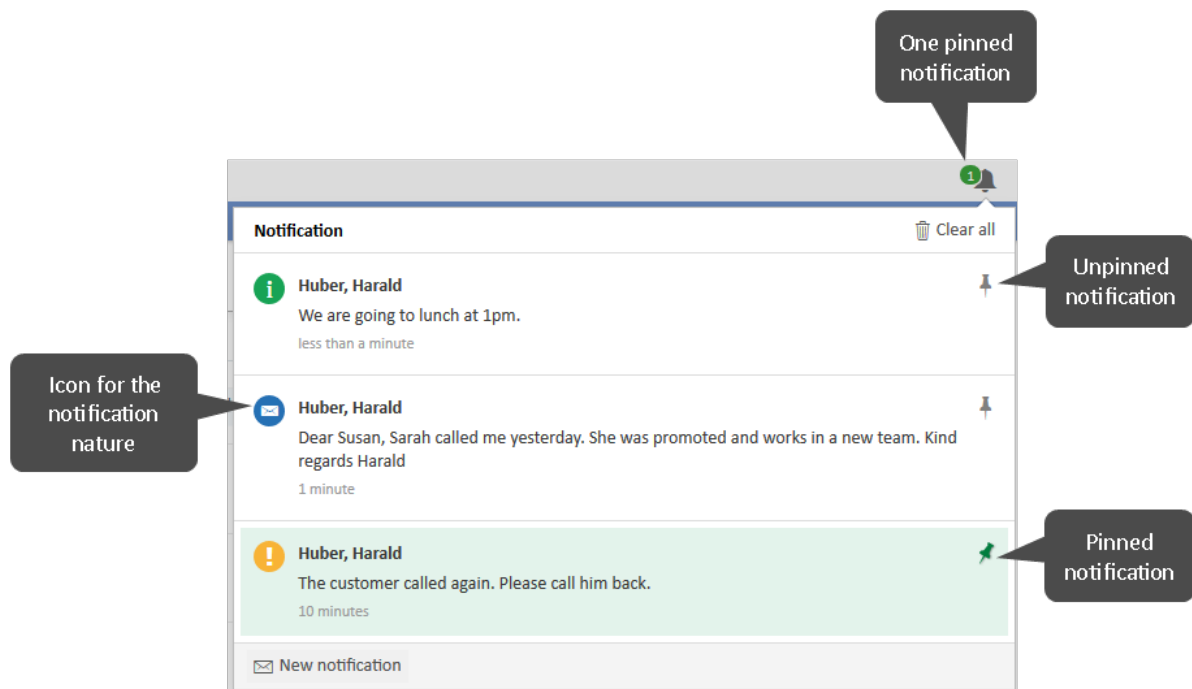 One pinned
notification
1
Notification
Clear all
Huber, Harald
We are going to lunch at 1pm.
less than a minute
Unpinned
notification
Icon for the
notification
nature
Huber, Harald
Dear Susan, Sarah called me yesterday. She was promoted and works in a new team. Kind
regards Harald
1 minute
Huber, Harald
The customer called again. Please call him back.
10 minutes
Pinned
notification
New notification